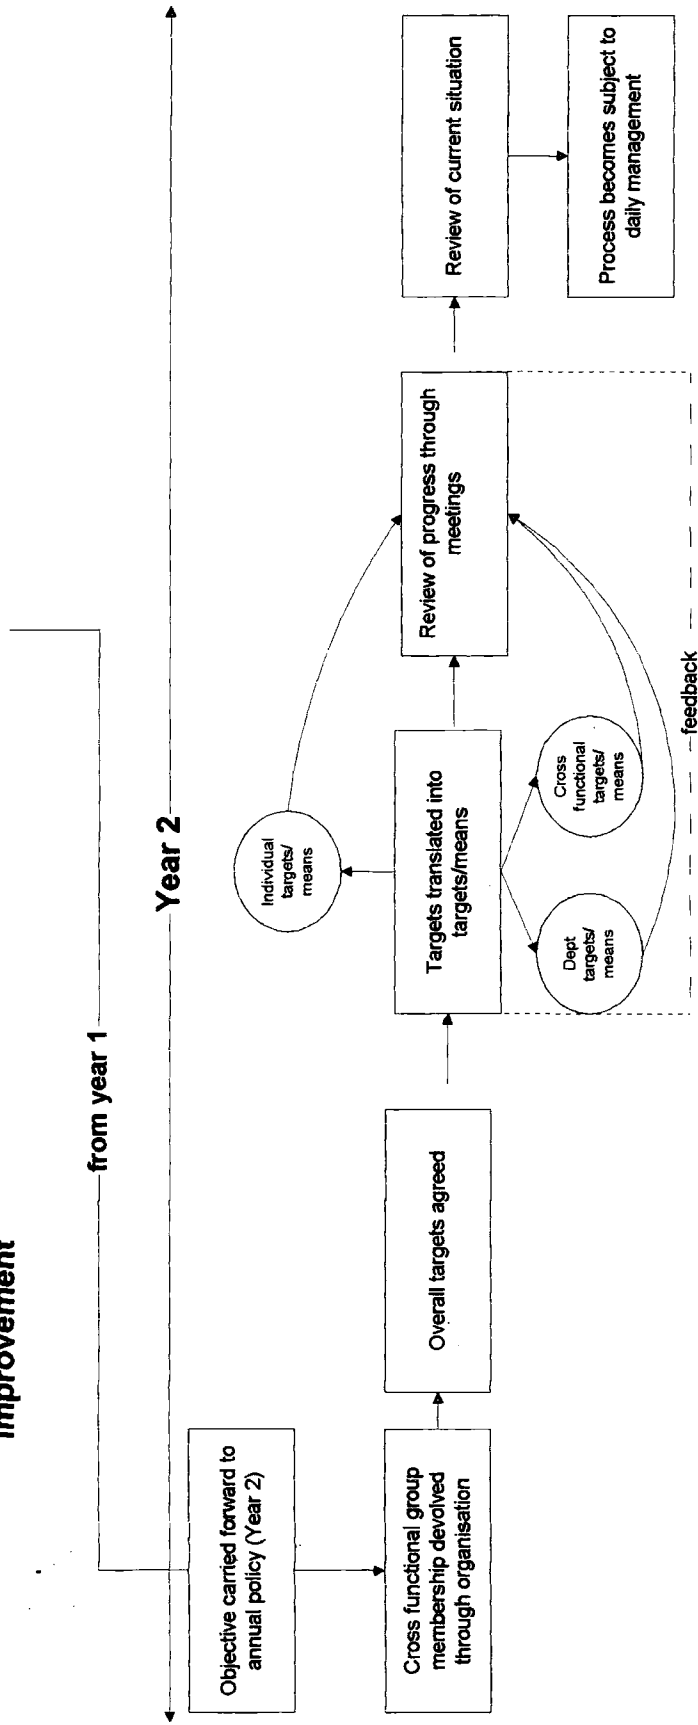 Improvement
from year 1
Year 2
Objective carried forward to
annual policy (Year 2)
Cross functional group
membership devolved
through organisation
Overall targets agreed
Individual
targets/
means
Targets translated into
targets/means
Dept
targets/
means
Cross
functional
targets/
means
Review of progress through
meetings
feedback
Review of current situation
Process becomes subject to
daily management